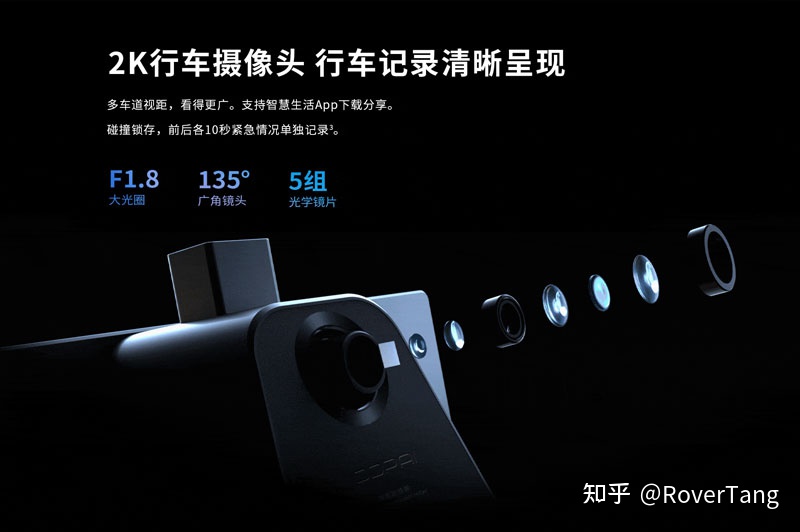 2K行车摄像头 行车记录清晰呈现
多车道视距，看得更广。支持智慧生活App下载分享。
碰撞锁存，前后各10秒紧急情况单独记录³。
F1.8 135° 5组
大光圈 广角镜头 光学镜片
DDPAI
知乎 @RoverTang